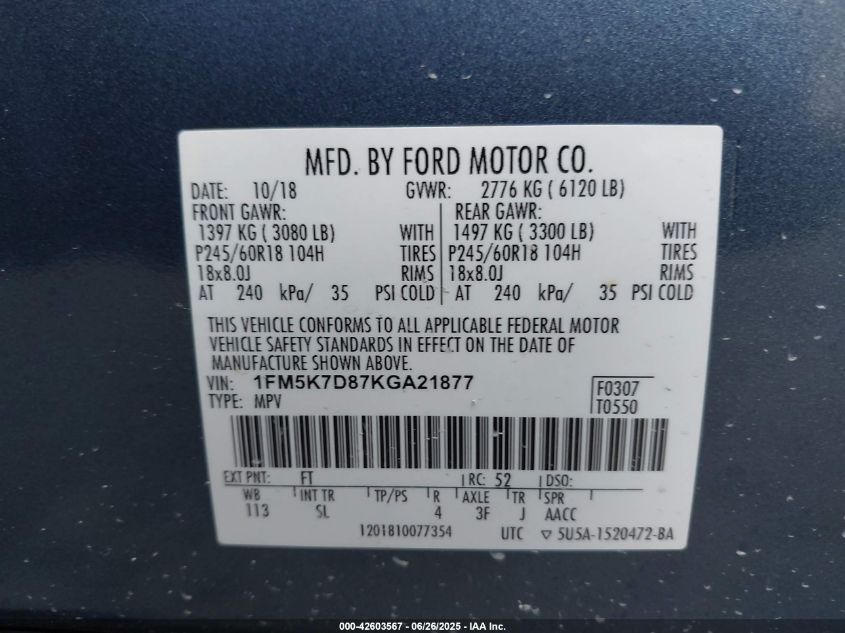 MFD. BY FORD MOTOR CO.
DATE: 10/18 GVWR: 2776 KG ( 6120 LB)
FRONT GAWR: REAR GAWR:
1397 KG ( 3080 LB) WITH 1497 KG ( 3300 LB) WITH
P245/60R18 104H TIRES P245/60R18 104H TIRES
18x8.0J RIMS 18x8.0J RIMS
AT 240 kPa/ 35 PSI COLD AT 240 kPa/ 35 PSI COLD
THIS VEHICLE CONFORMS TO ALL APPLICABLE FEDERAL MOTOR
VEHICLE SAFETY STANDARDS IN EFFECT ON THE DATE OF
MANUFACTURE SHOWN ABOVE.
VIN: 1FM5K7D87KGA21877 F0307
TYPE: MPV T0550
EXT PNT: FT RC: 52 DSO:
WB INT TR TP/PS R AXLE TR SPR
113 SL 4 3F J AACC
1201810077354 UTC ▽ 5U5A-1520472-BA
000-42603567 / 06/26/2025 - IAA Inc.